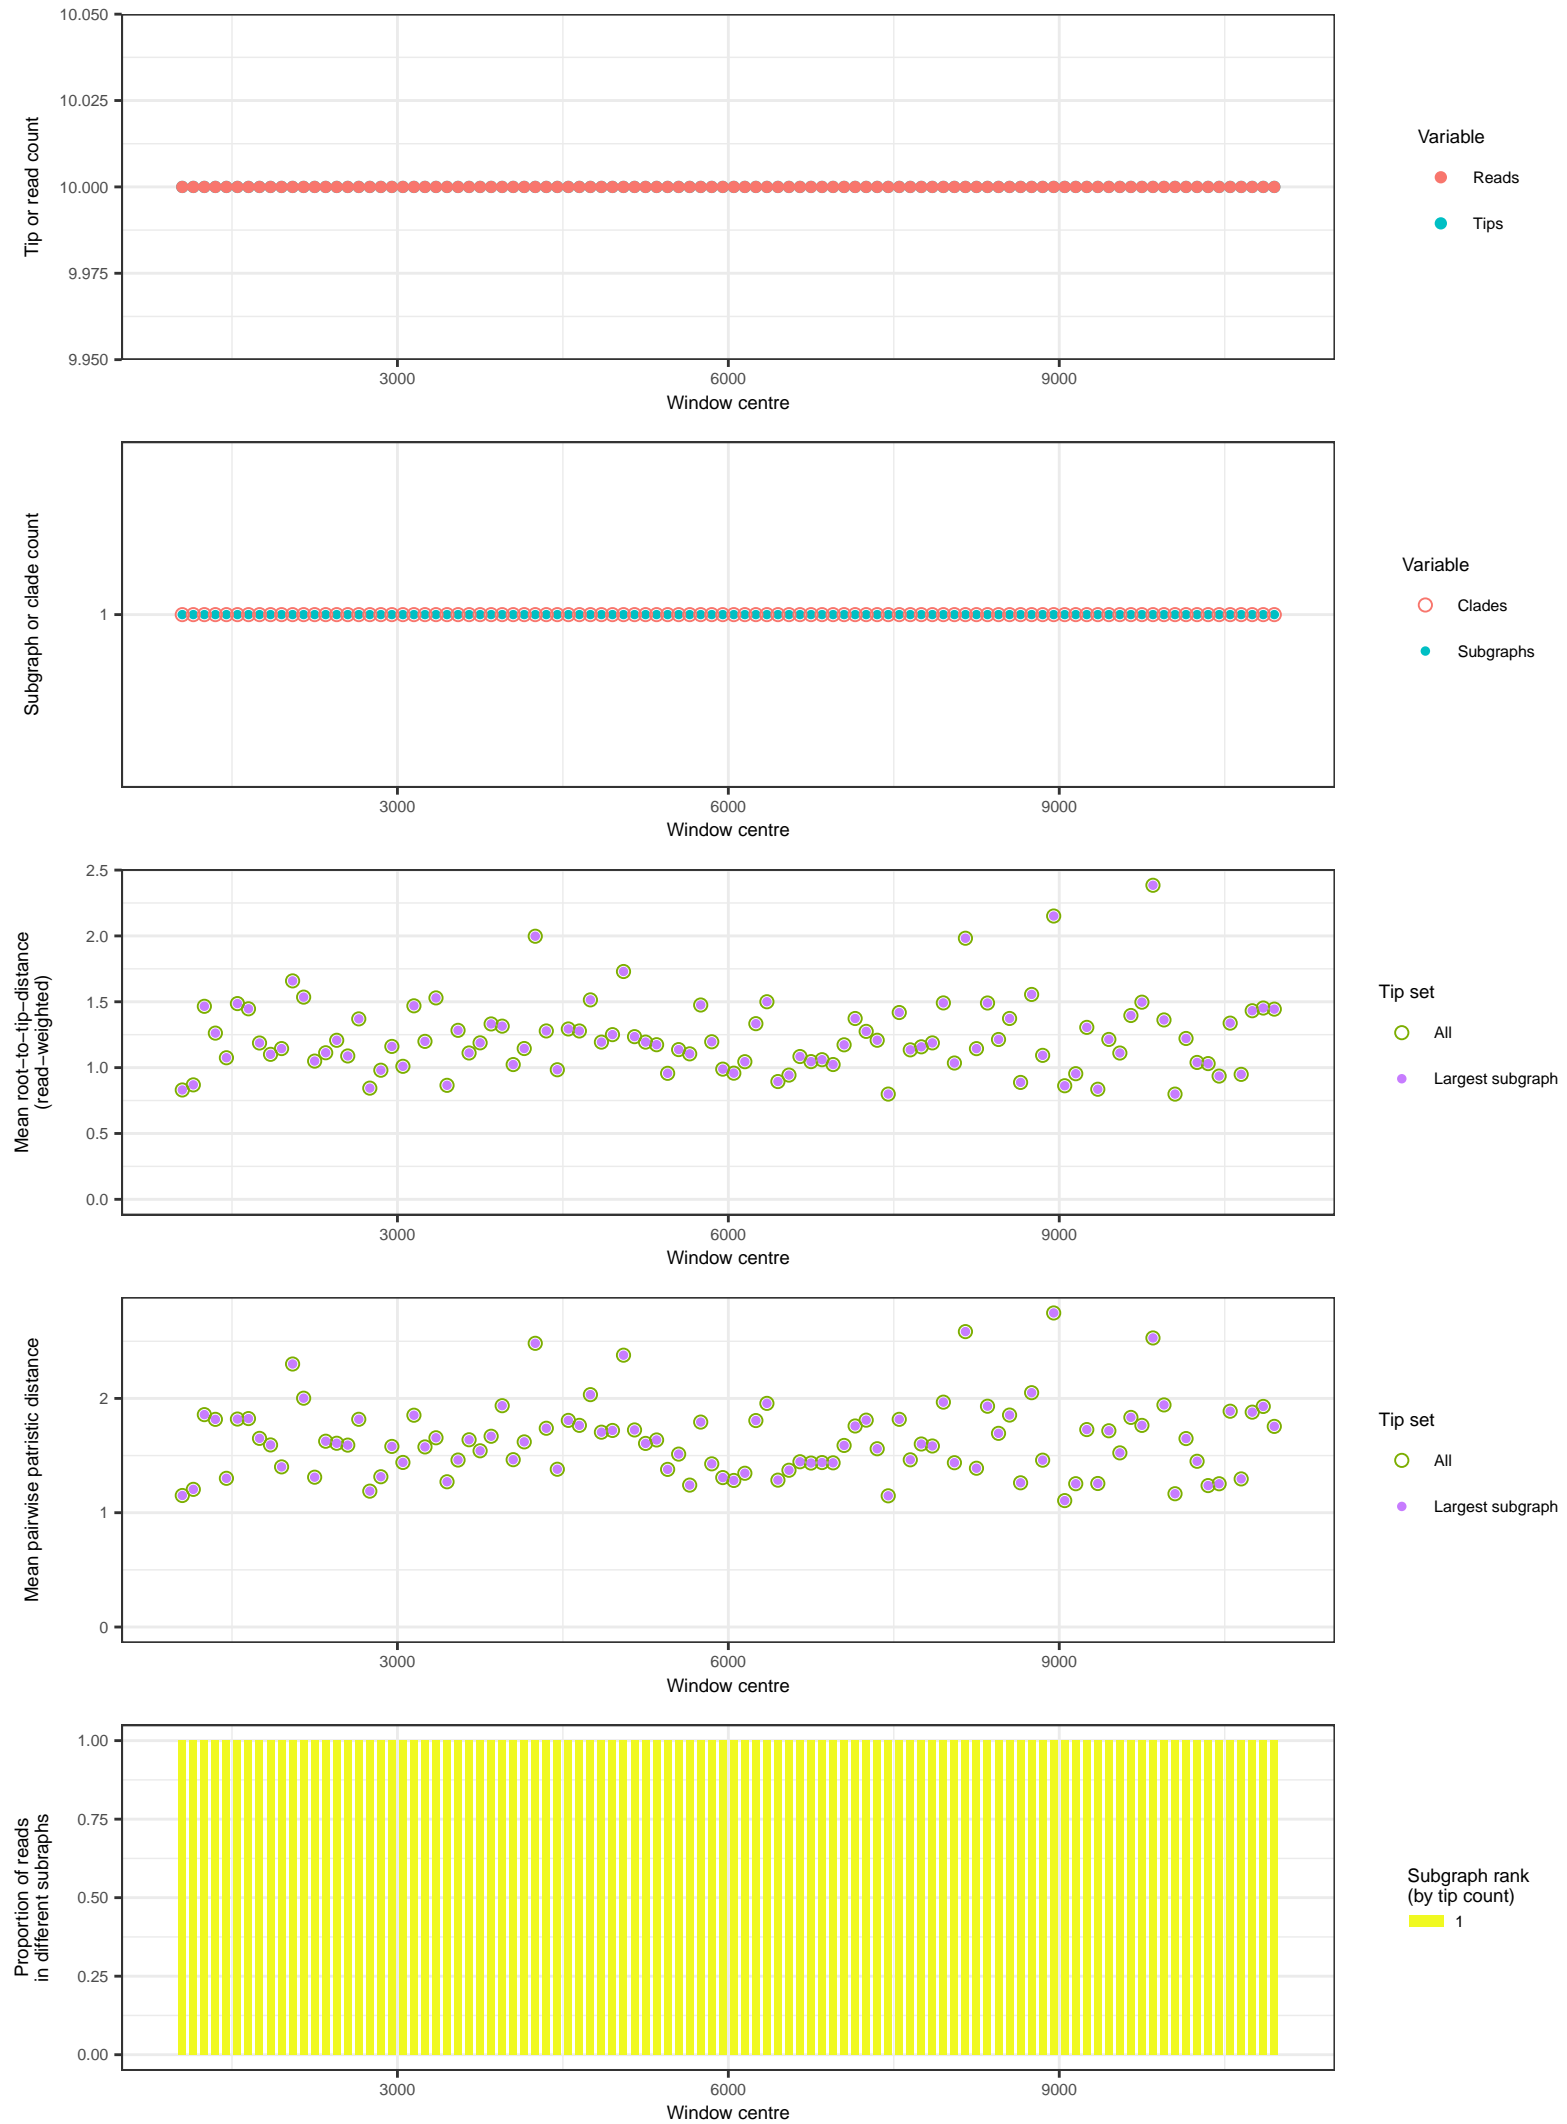 10.050
10.025
10.000
9.975
9.950
Tip or read count
3000
6000
9000
Window centre
Variable
Reads
Tips
Subgraph or clade count
1
3000
6000
9000
Window centre
Variable
Clades
Subgraphs
Mean root−to−tip−distance
(read−weighted)
2.5
2.0
1.5
1.0
0.5
0.0
3000
6000
9000
Window centre
Tip set
All
Largest subgraph
Mean pairwise patristic distance
2
1
0
3000
6000
9000
Window centre
Tip set
All
Largest subgraph
Proportion of reads
in different subraphs
1.00
0.75
0.50
0.25
0.00
3000
6000
9000
Window centre
Subgraph rank
(by tip count)
1